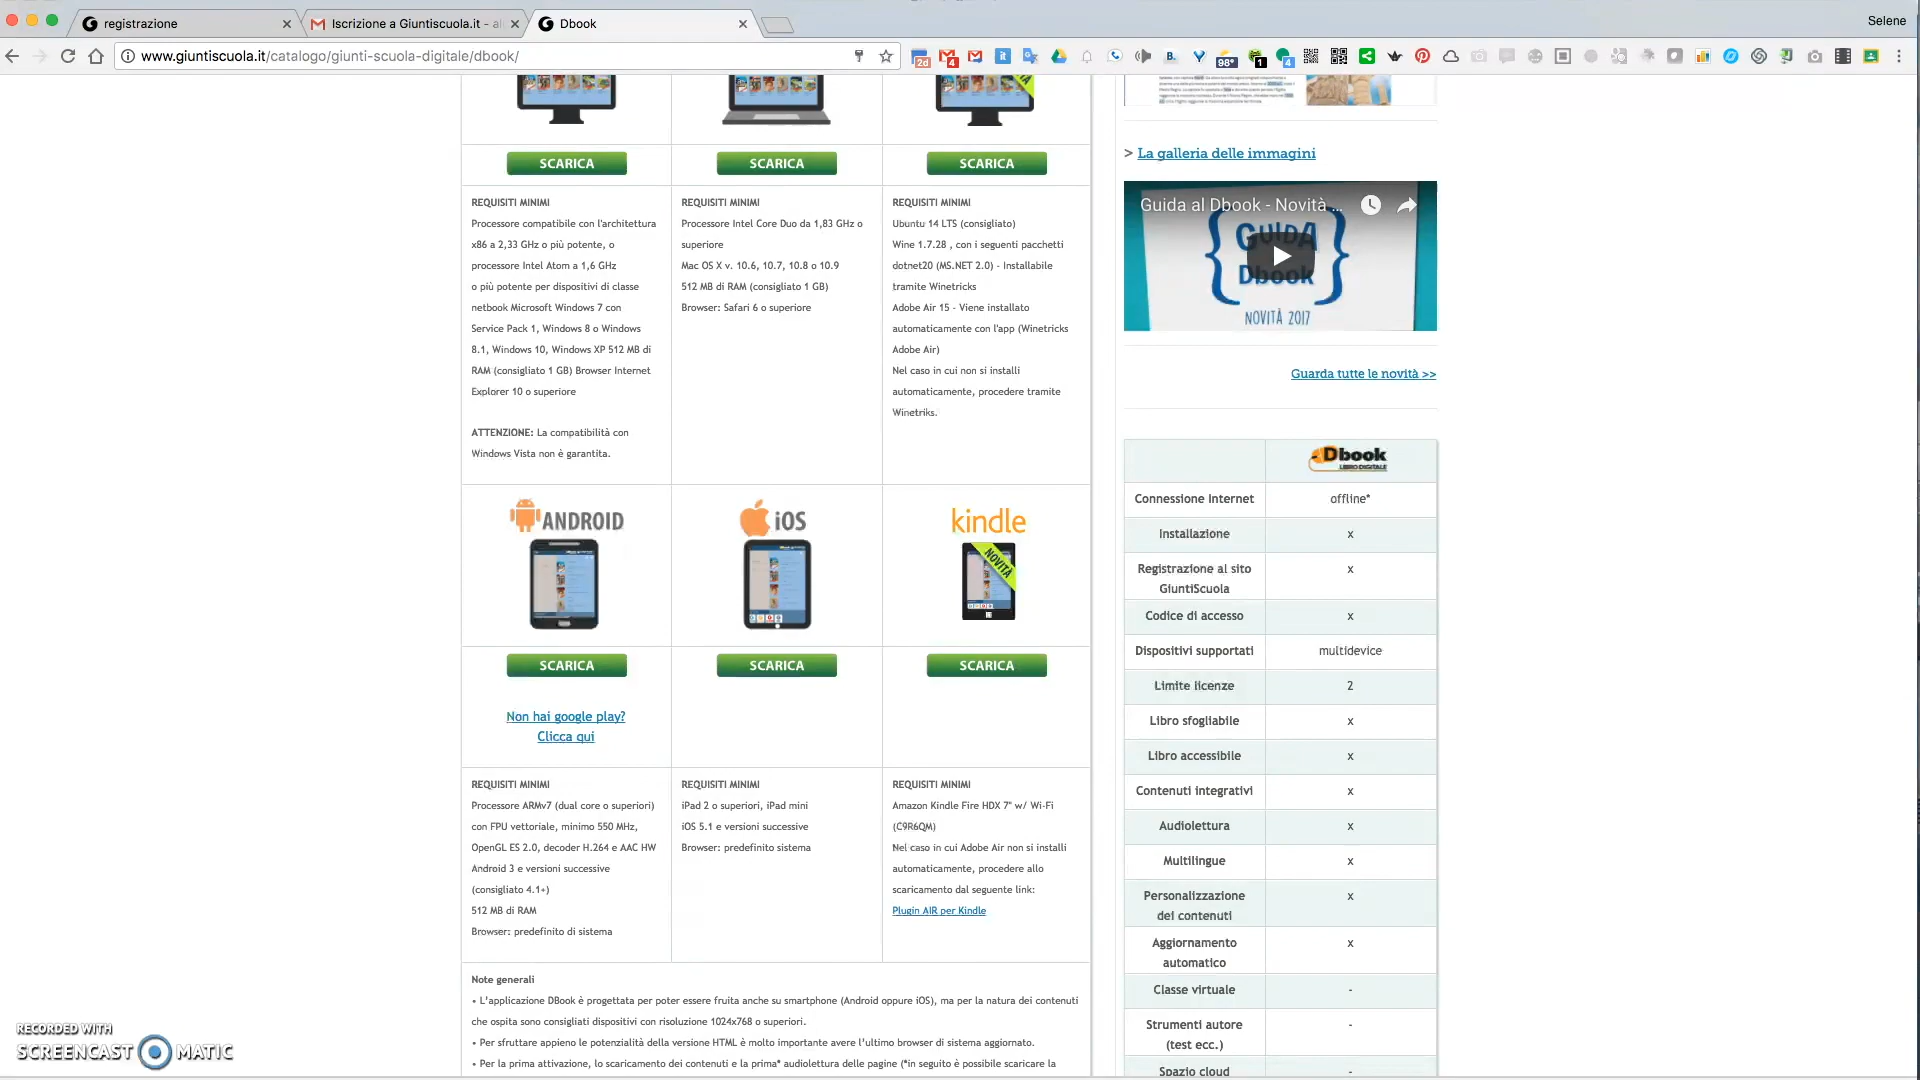 registrazione
Iscrizione a Giuntiscuola.it - al
Dbook
Selene
www.giuntiscuola.it/catalogo/giunti-scuola-digitale/dbook/
SCARICA
SCARICA
SCARICA
REQUISITI MINIMI
Processore compatibile con l'architettura
x86 a 2,33 GHz o più potente, o
processore Intel Atom a 1,6 GHz
o più potente per dispositivi di classe
netbook Microsoft Windows 7 con
Service Pack 1, Windows 8 o Windows
8.1, Windows 10, Windows XP 512 MB di
RAM (consigliato 1 GB) Browser Internet
Explorer 10 o superiore
ATTENZIONE: La compatibilità con
Windows Vista non è garantita.
REQUISITI MINIMI
Processore Intel Core Duo da 1,83 GHz o
superiore
Mac OS X v. 10.6, 10.7, 10.8 o 10.9
512 MB di RAM (consigliato 1 GB)
Browser: Safari 6 o superiore
REQUISITI MINIMI
Ubuntu 14 LTS (consigliato)
Wine 1.7.28 , con i seguenti pacchetti
dotnet20 (MS.NET 2.0) - Installabile
tramite Winetricks
Adobe Air 15 - Viene installato
automaticamente con l'app (Winetricks
Adobe Air)
Nel caso in cui non si installi
automaticamente, procedere tramite
Winetriks.
ANDROID
iOS
kindle
NOVITÀ
SCARICA
SCARICA
SCARICA
Non hai google play?
Clicca qui
REQUISITI MINIMI
Processore ARMv7 (dual core o superiori)
con FPU vettoriale, minimo 550 MHz,
OpenGL ES 2.0, decoder H.264 e AAC HW
Android 3 e versioni successive
(consigliato 4.1+)
512 MB di RAM
Browser: predefinito di sistema
REQUISITI MINIMI
iPad 2 o superiori, iPad mini
iOS 5.1 e versioni successive
Browser: predefinito sistema
REQUISITI MINIMI
Amazon Kindle Fire HDX 7" w/ Wi-Fi
(C9R6QM)
Nel caso in cui Adobe Air non si installi
automaticamente, procedere allo
scaricamento dal seguente link:
Plugin AIR per Kindle
Note generali
• L'applicazione DBook è progettata per poter essere fruita anche su smartphone (Android oppure iOS), ma per la natura dei contenuti
che ospita sono consigliati dispositivi con risoluzione 1024x768 o superiori.
• Per sfruttare appieno le potenzialità della versione HTML è molto importante avere l'ultimo browser di sistema aggiornato.
• Per la prima attivazione, lo scaricamento dei contenuti e la prima* audiolettura delle pagine (*in seguito è possibile scaricare la
> La galleria delle immagini
Guida al Dbook - Novità ...
GUIDA
Dbook
NOVITÀ 2017
Guarda tutte le novità >>
Dbook
LIBRO DIGITALE
Connessione Internet offline*
Installazione x
Registrazione al sito x
GiuntiScuola
Codice di accesso x
Dispositivi supportati multidevice
Limite licenze 2
Libro sfogliabile x
Libro accessibile x
Contenuti integrativi x
Audiolettura x
Multilingue x
Personalizzazione x
dei contenuti
Aggiornamento x
automatico
Classe virtuale -
Strumenti autore -
(test ecc.)
Spazio cloud -
RECORDED WITH
SCREENCAST MATIC